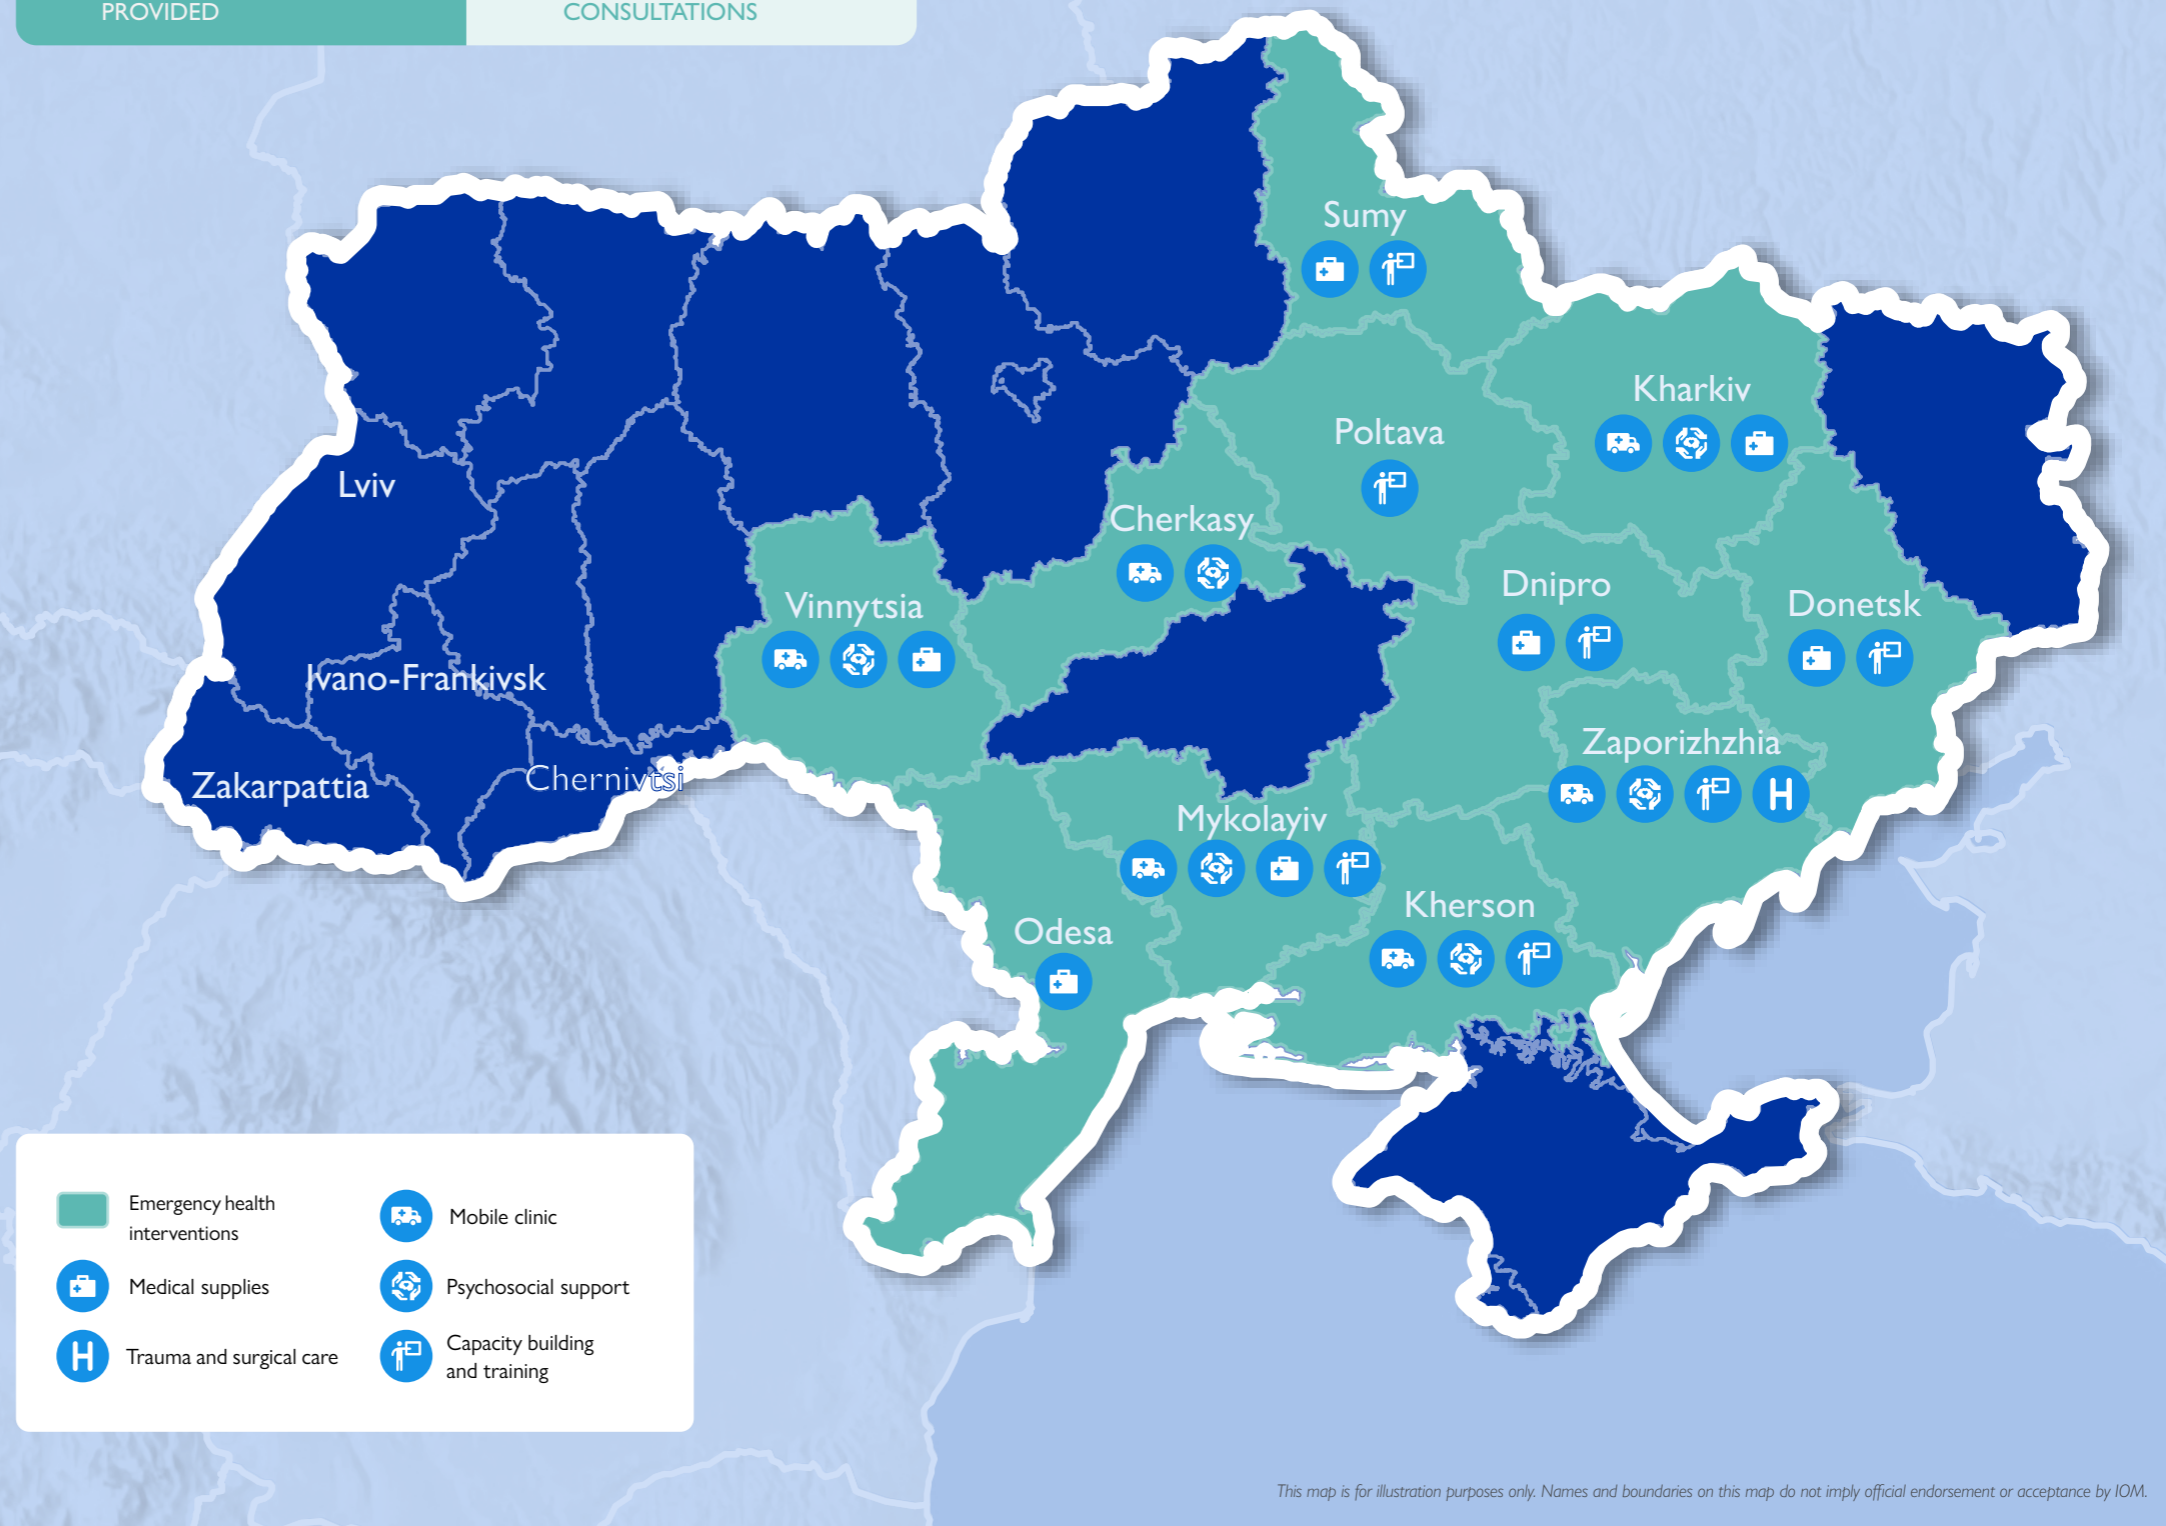 PROVIDED
CONSULTATIONS
Sumy
Kharkiv
Poltava
Lviv
Cherkasy
Dnipro
Vinnytsia
Donetsk
Ivano-Frankivsk
Zaporizhzhia
Chernivtsi
Zakarpattia
Mykolayiv
Kherson
Odesa
H
Emergency health
interventions
Mobile clinic
Medical supplies
Psychosocial support
H
Trauma and surgical care
Capacity building
and training
This map is for illustration purposes only. Names and boundaries on this map do not imply official endorsement or acceptance by IOM.